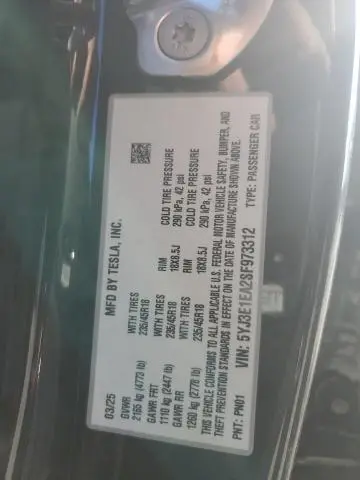 MFD BY TESLA, INC.
03/25
GVWR
2165 kg (4773 lb)
GAWR FRT WITH TIRES RIM COLD TIRE PRESSURE
1110 kg (2447 lb) 235/45R18 18X8.5J 290 kPa, 42 psi
GAWR RR WITH TIRES RIM COLD TIRE PRESSURE
1260 kg (2778 lb) 235/45R18 18X8.5J 290 kPa, 42 psi
THIS VEHICLE CONFORMS TO ALL APPLICABLE U.S. FEDERAL MOTOR VEHICLE SAFETY, BUMPER, AND
THEFT PREVENTION STANDARDS IN EFFECT ON THE DATE OF MANUFACTURE SHOWN ABOVE.
PNT: PN01 VIN: 5YJ3E1EA2SF973312 TYPE: PASSENGER CAR